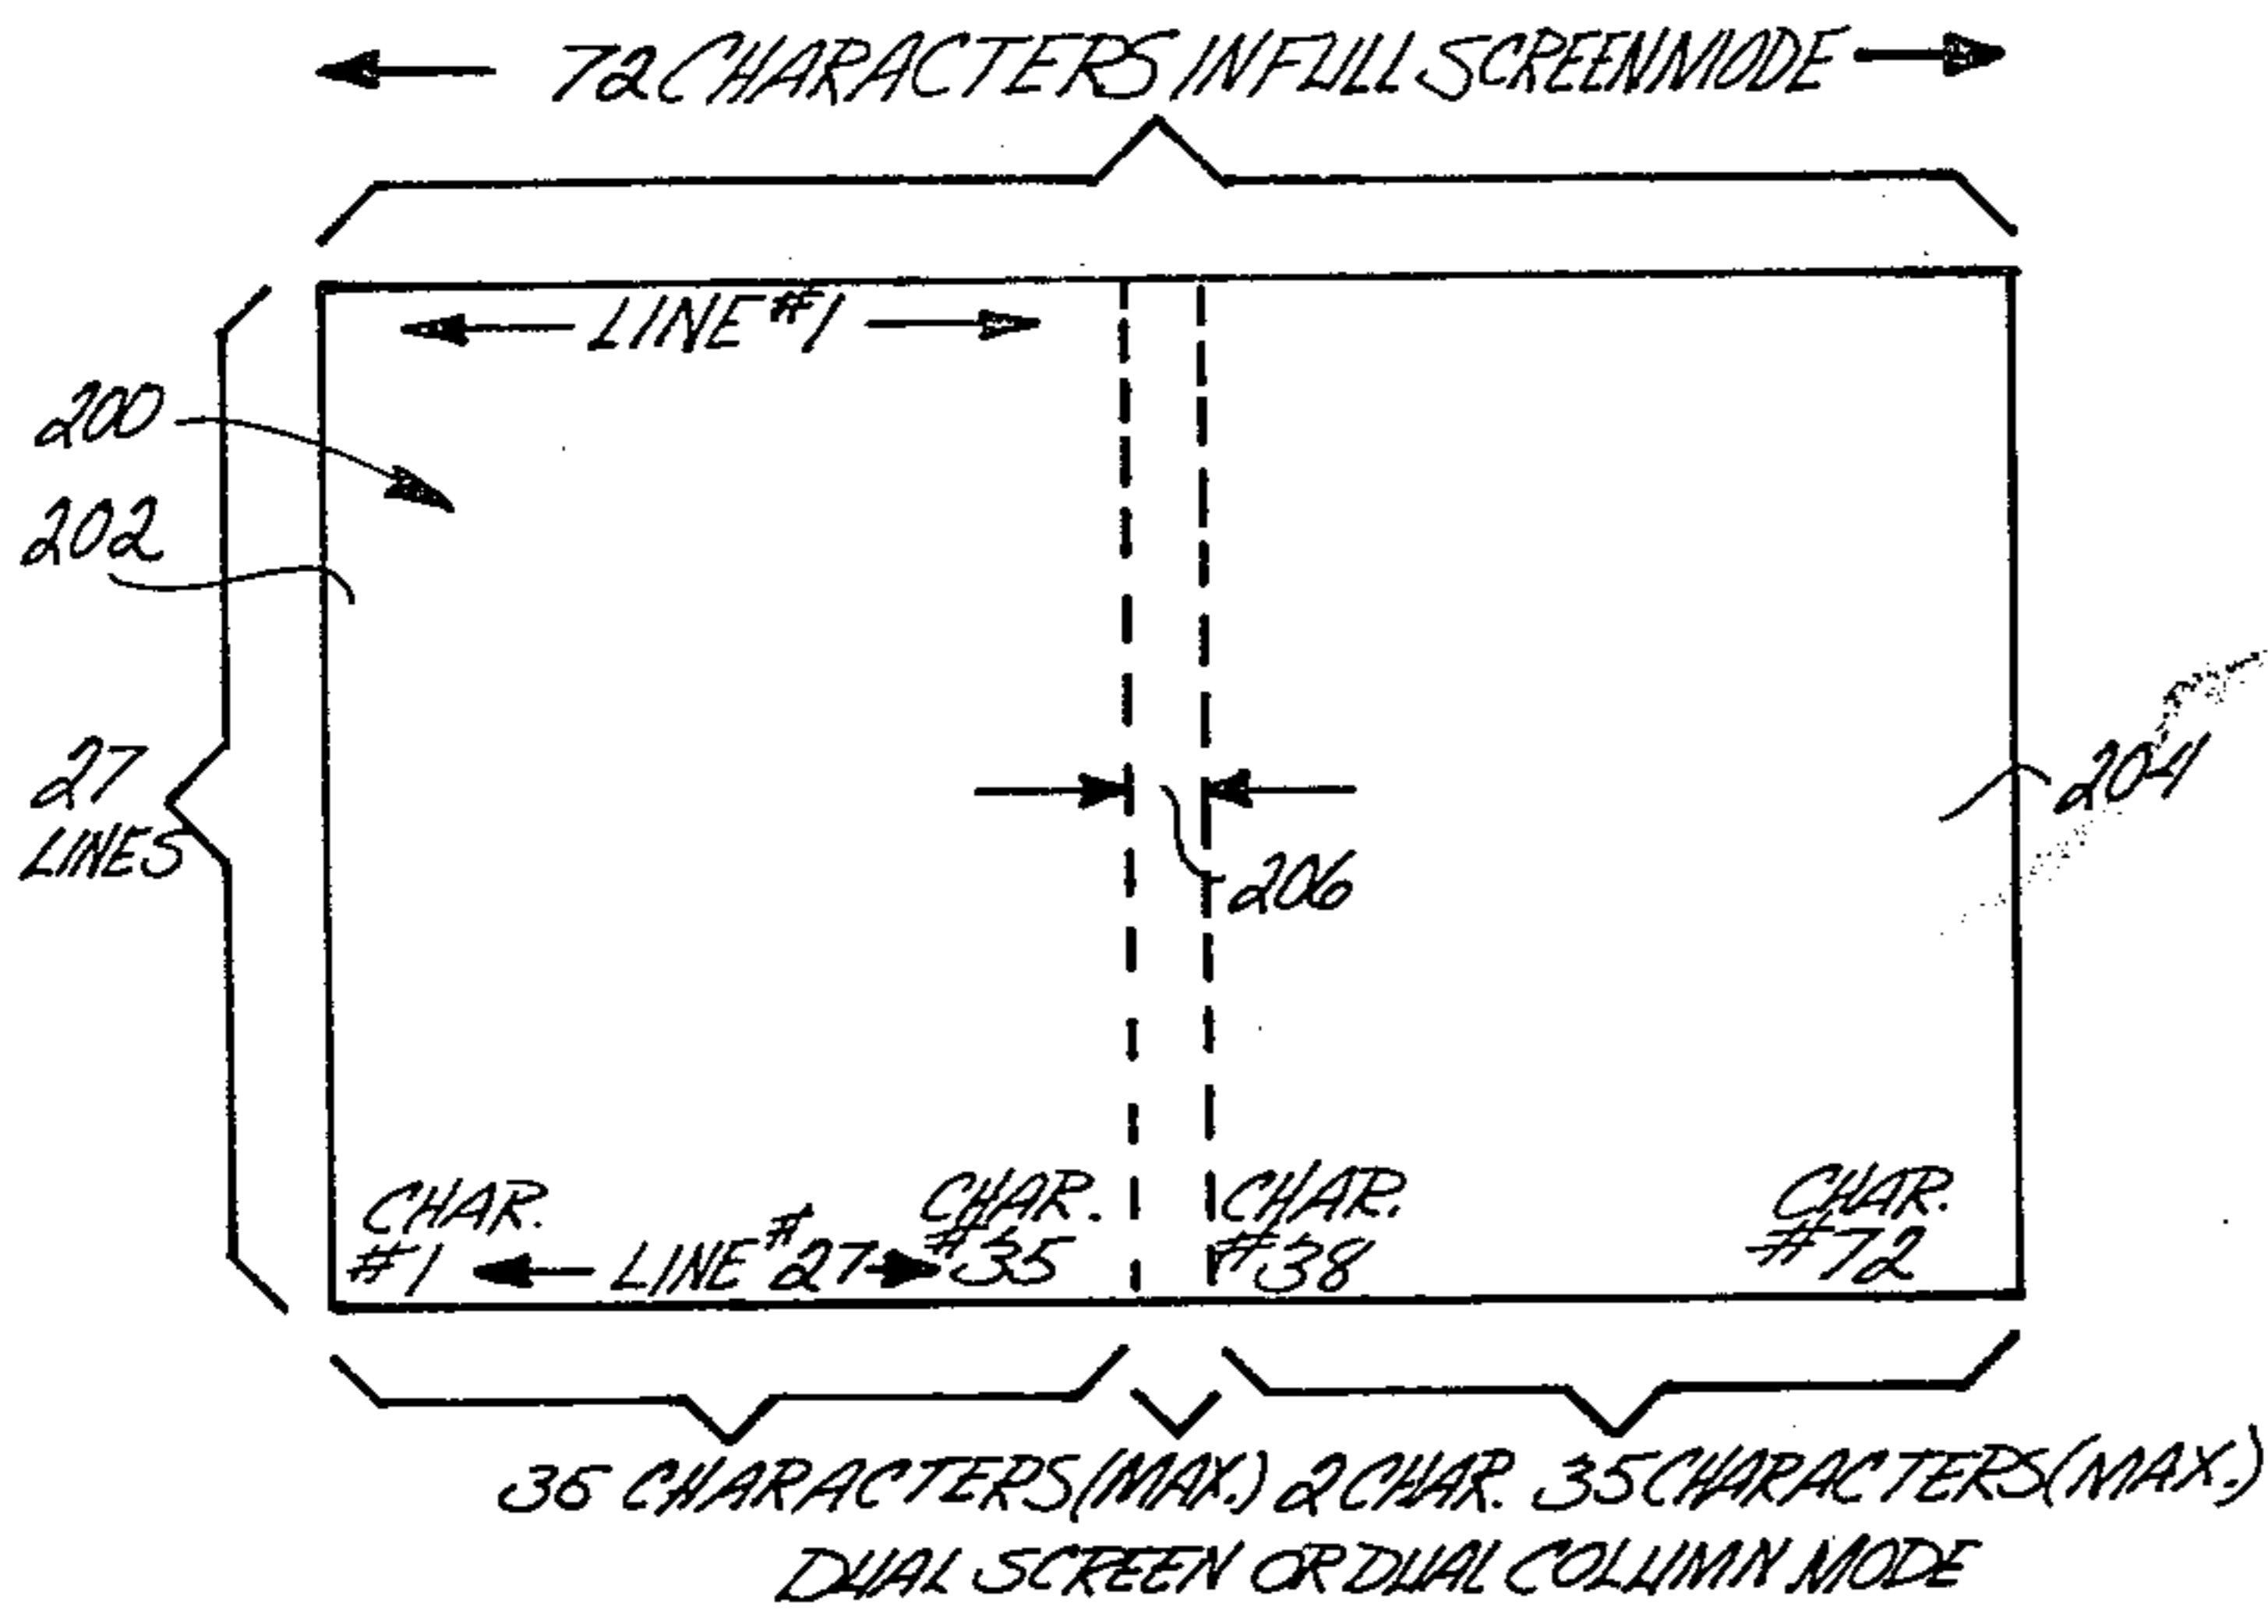 72 CHARACTERS IN FULL SCREEN MODE
LINE #1
200
202
27
LINES
204
206
CHAR.
#1
LINE #27
CHAR.
#35
CHAR.
#38
CHAR.
#72
35 CHARACTERS (MAX.) 2 CHAR. 35 CHARACTERS (MAX.)
DUAL SCREEN OR DUAL COLUMN MODE